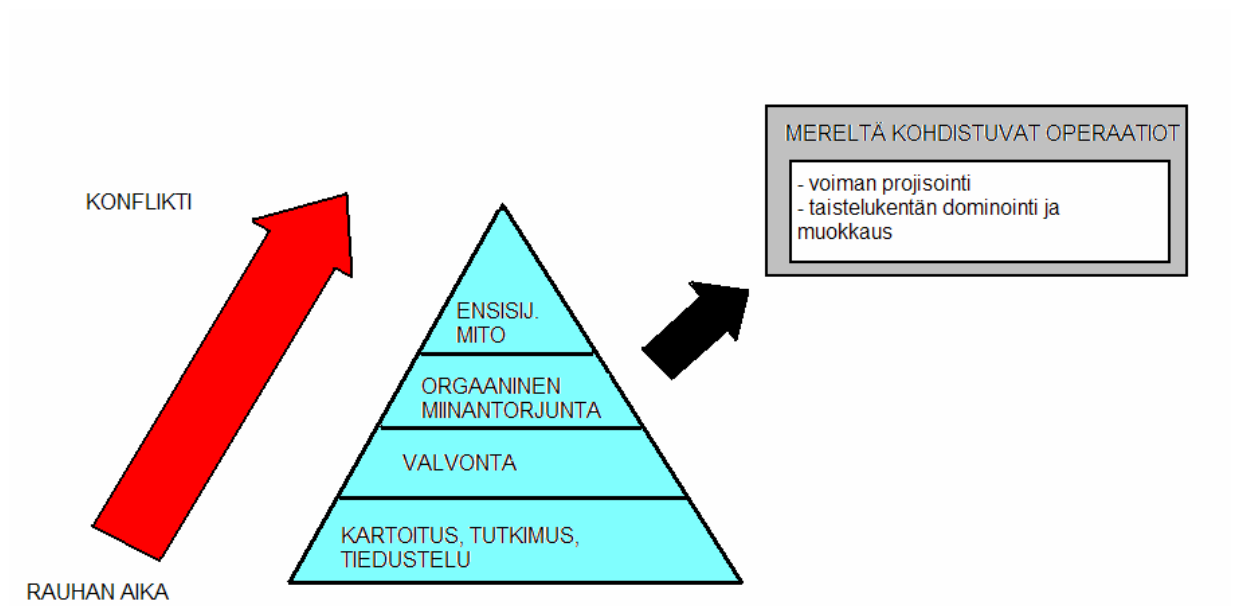 MERELTÄ KOHDISTUVAT OPERAATIOT
- voiman projisointi
- taistelukentän dominointi ja
muokkaus
KONFLIKTI
ENSISIJ.
MITO
ORGAANINEN
MIINANTORJUNTA
VALVONTA
KARTOITUS, TUTKIMUS,
TIEDUSTELU
RAUHAN AIKA